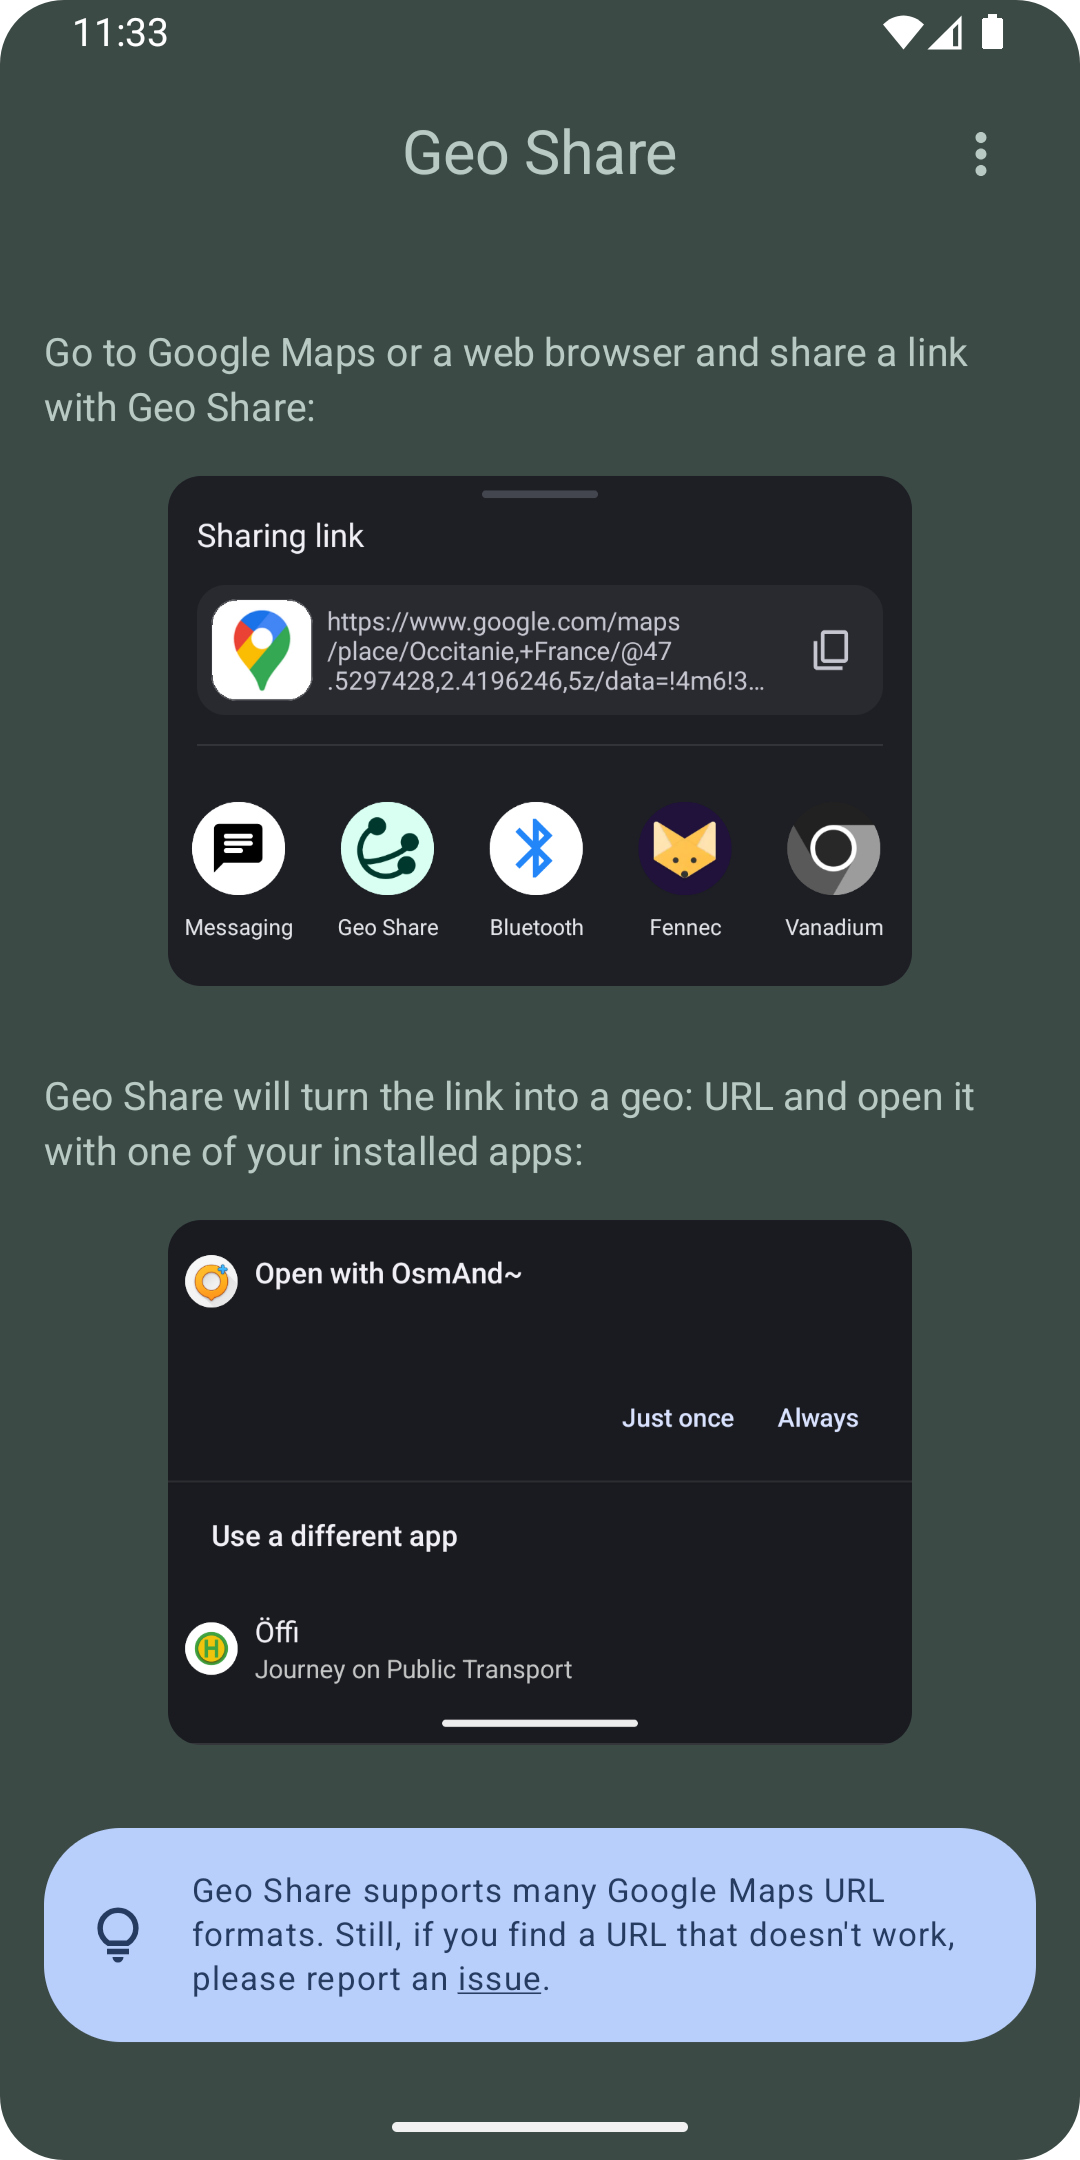 11:33
Geo Share
Go to Google Maps or a web browser and share a link
with Geo Share:
Sharing link
https://www.google.com/maps
/place/Occitanie,+France/@47
.5297428,2.4196246,5z/data=!4m6!3...
Messaging
Geo Share
Bluetooth
Fennec
Vanadium
Geo Share will turn the link into a geo: URL and open it
with one of your installed apps:
Open with OsmAnd~
Just once
Always
Use a different app
H
Öffi
Journey on Public Transport
Geo Share supports many Google Maps URL
formats. Still, if you find a URL that doesn't work,
please report an issue.